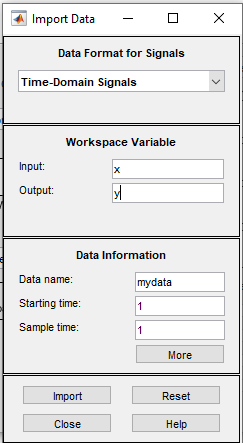 Import Data
Data Format for Signals
Time-Domain Signals
Workspace Variable
Input: x
Output: y
Data Information
Data name: mydata
Starting time: 1
Sample time: 1
More
Import Reset
Close Help